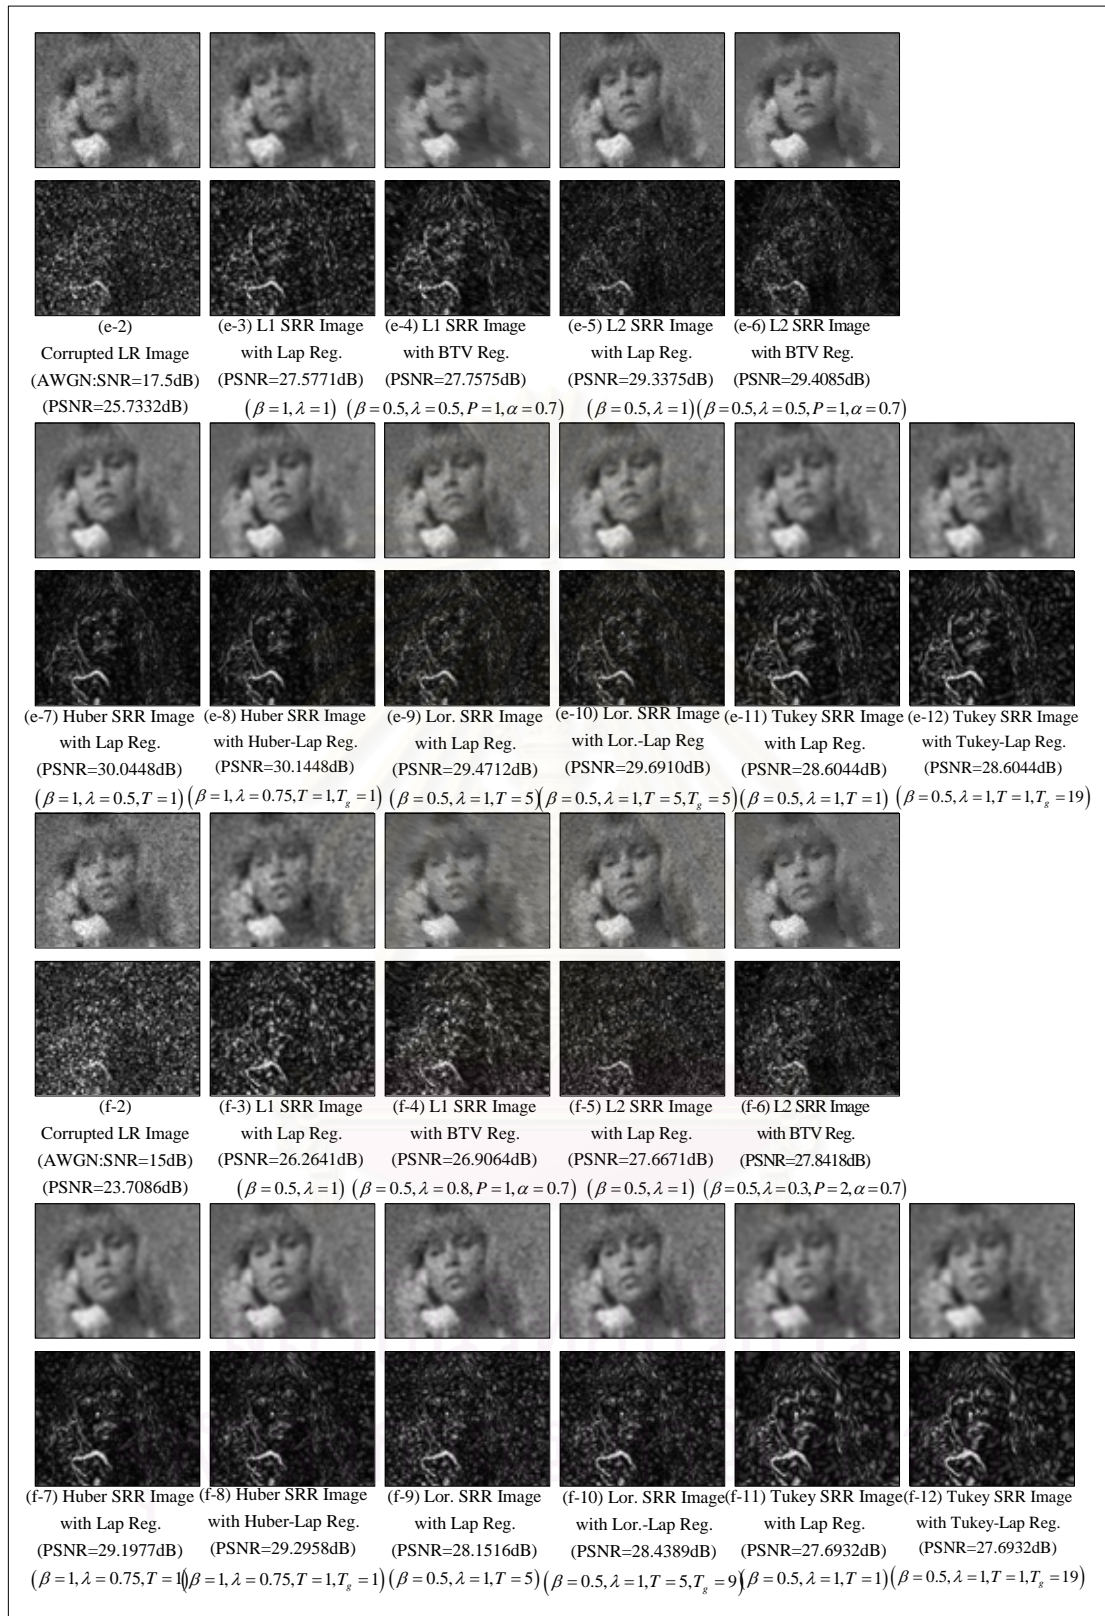 (e-2)
Corrupted LR Image
(AWGN:SNR=17.5dB)
(PSNR=25.7332dB)
(e-3) L1 SRR Image
with Lap Reg.
(PSNR=27.5771dB)
(β=1,λ=1)
(e-4) L1 SRR Image
with BTV Reg.
(PSNR=27.7575dB)
(β=0.5,λ=0.5,P=1,α=0.7)
(e-5) L2 SRR Image
with Lap Reg.
(PSNR=29.3375dB)
(β=0.5,λ=1)
(e-6) L2 SRR Image
with BTV Reg.
(PSNR=29.4085dB)
(β=0.5,λ=0.5,P=1,α=0.7)
(e-7) Huber SRR Image
with Lap Reg.
(PSNR=30.0448dB)
(β=1,λ=0.5,T=1)
(e-8) Huber SRR Image
with Huber-Lap Reg.
(PSNR=30.1448dB)
(β=1,λ=0.75,T=1,T_g=1)
(e-9) Lor. SRR Image
with Lap Reg.
(PSNR=29.4712dB)
(β=0.5,λ=1,T=5)
(e-10) Lor. SRR Image
with Lor.-Lap Reg
(PSNR=29.6910dB)
(β=0.5,λ=1,T=5,T_g=5)
(e-11) Tukey SRR Image
with Lap Reg.
(PSNR=28.6044dB)
(β=0.5,λ=1,T=1)
(e-12) Tukey SRR Image
with Tukey-Lap Reg.
(PSNR=28.6044dB)
(β=0.5,λ=1,T=1,T_g=19)
(f-2)
Corrupted LR Image
(AWGN:SNR=15dB)
(PSNR=23.7086dB)
(f-3) L1 SRR Image
with Lap Reg.
(PSNR=26.2641dB)
(β=0.5,λ=1)
(f-4) L1 SRR Image
with BTV Reg.
(PSNR=26.9064dB)
(β=0.5,λ=0.8,P=1,α=0.7)
(f-5) L2 SRR Image
with Lap Reg.
(PSNR=27.6671dB)
(β=0.5,λ=1)
(f-6) L2 SRR Image
with BTV Reg.
(PSNR=27.8418dB)
(β=0.5,λ=0.3,P=2,α=0.7)
(f-7) Huber SRR Image
with Lap Reg.
(PSNR=29.1977dB)
(β=1,λ=0.75,T=1)
(f-8) Huber SRR Image
with Huber-Lap Reg.
(PSNR=29.2958dB)
(β=1,λ=0.75,T=1,T_g=1)
(f-9) Lor. SRR Image
with Lap Reg.
(PSNR=28.1516dB)
(β=0.5,λ=1,T=5)
(f-10) Lor. SRR Image
with Lor.-Lap Reg.
(PSNR=28.4389dB)
(β=0.5,λ=1,T=5,T_g=9)
(f-11) Tukey SRR Image
with Lap Reg.
(PSNR=27.6932dB)
(β=0.5,λ=1,T=1)
(f-12) Tukey SRR Image
with Tukey-Lap Reg.
(PSNR=27.6932dB)
(β=0.5,λ=1,T=1,T_g=19)